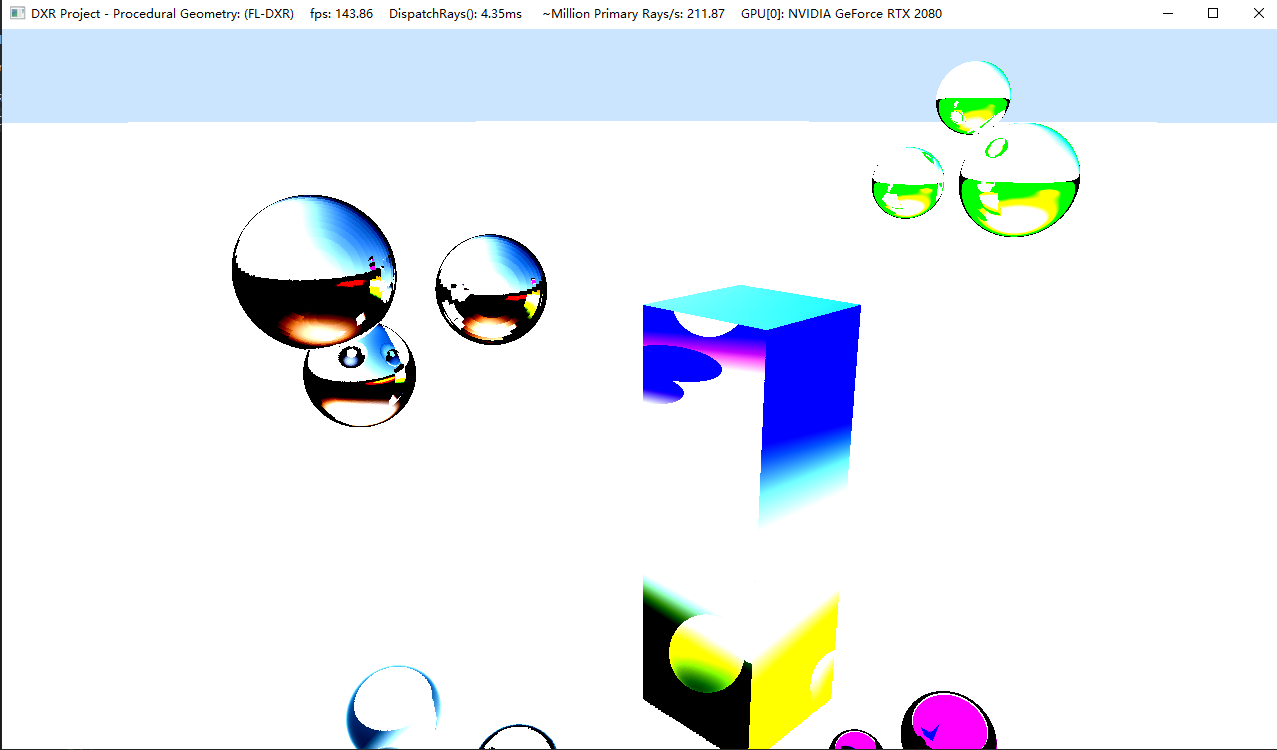 DXR Project - Procedural Geometry: (FL-DXR)    fps: 143.86    DispatchRays(): 4.35ms    ~Million Primary Rays/s: 211.87    GPU[0]: NVIDIA GeForce RTX 2080